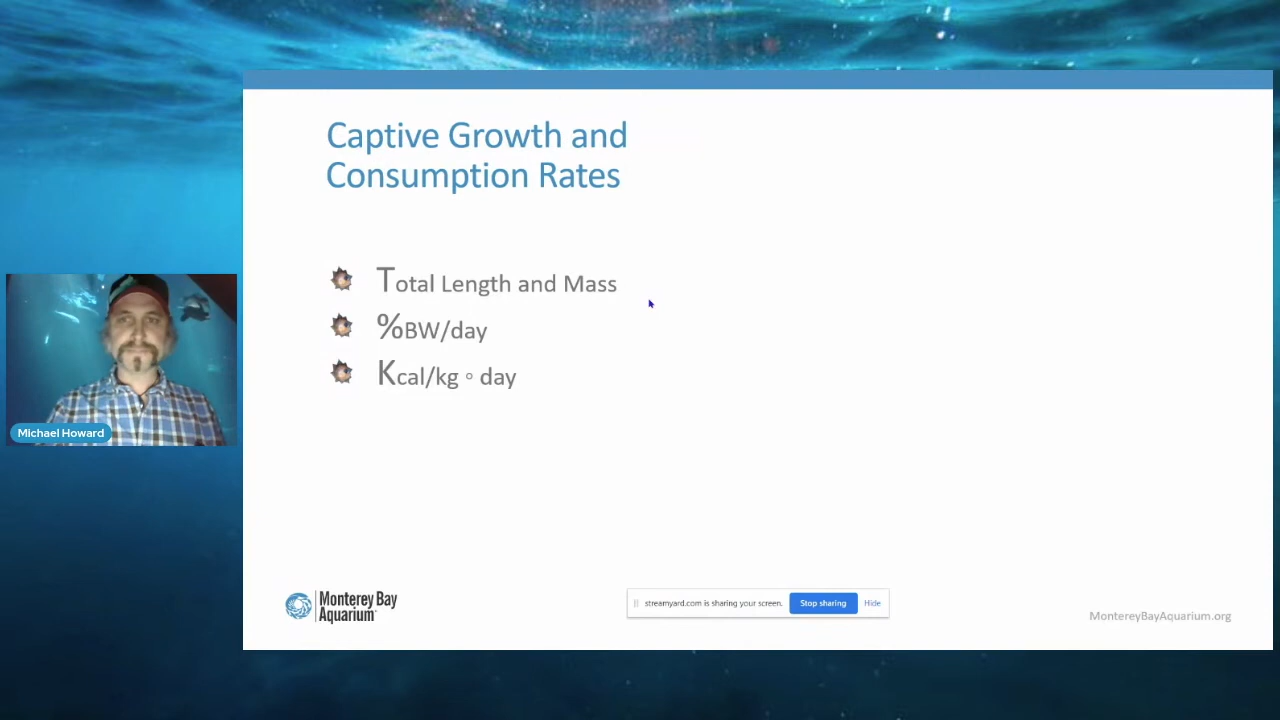 Captive Growth and
Consumption Rates
Total Length and Mass
%BW/day
Kcal/kg ◦ day
Michael Howard
Monterey Bay
Aquarium
streamyard.com is sharing your screen.
Stop sharing
Hide
MontereyBayAquarium.org